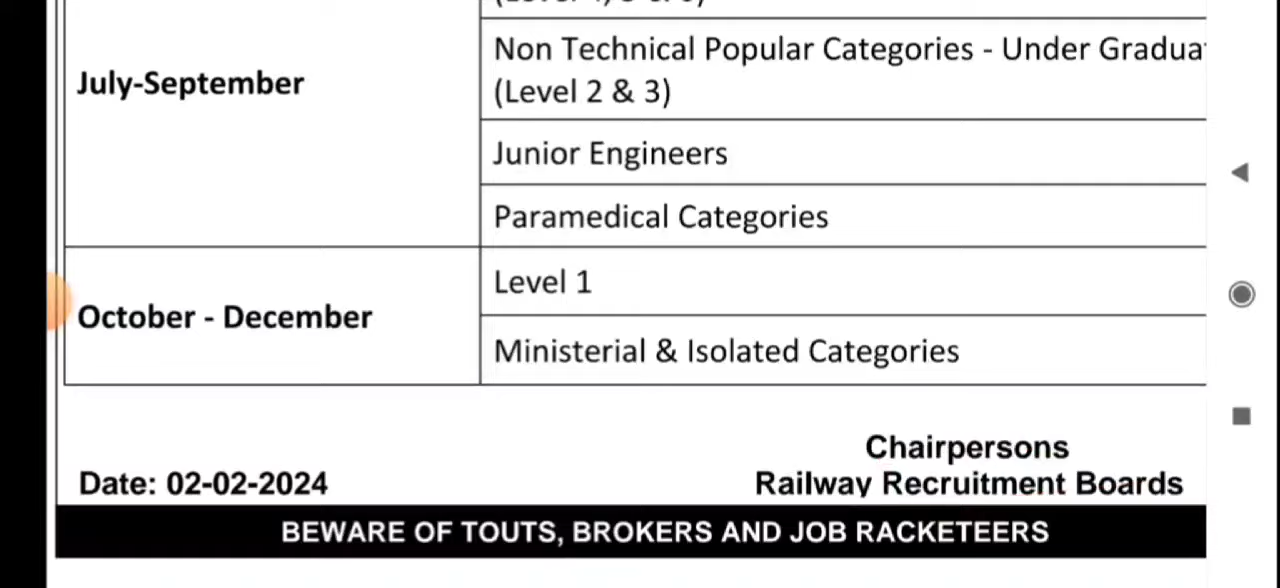 Non Technical Popular Categories - Under
(Level 2 & 3)
July-September
Junior Engineers
Paramedical Categories
Level 1
October - December
Ministerial & Isolated Categories
Chairpersons
Date: 02-02-2024
Railway Recruitment Boards
BEWARE OF TOUTS, BROKERS AND JOB RACKETEERS